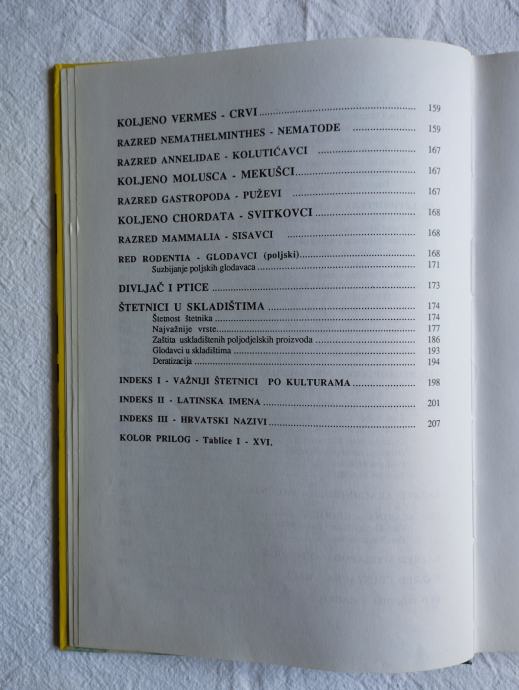 KOLJENO VERMES - CRVI ........................................ 159
RAZRED NEMATHELMINTHES - NEMATODE .................. 159
RAZRED ANNELIDAE - KOLUTIĆAVCI ........................... 167
KOLJENO MOLUSCA - MEKUŠCI.............................. 167
RAZRED GASTROPODA - PUŽEVI ................................ 167
KOLJENO CHORDATA - SVITKOVCI .......................... 168
RAZRED MAMMALIA - SISAVCI ................................ 168
RED RODENTIA - GLODAVCI (poljski)............................. 168
Suzbijanje poljskih glodavaca ........................................ 171
DIVLJAČ I PTICE ........................................ 173
ŠTETNICI U SKLADIŠTIMA ........................................ 174
Štetnost štetnika ........................................ 174
Najvažnije vrste........................................ 177
Zaštita uskladištenih poljodjelskih proizvoda ........................... 186
Glodavci u skladištima ........................................ 193
Deratizacija ........................................ 194
INDEKS I - VAŽNIJI ŠTETNICI PO KULTURAMA ................ 198
INDEKS II - LATINSKA IMENA ........................................ 201
INDEKS III - HRVATSKI NAZIVI ........................................ 207
KOLOR PRILOG - Tablice I - XVI.